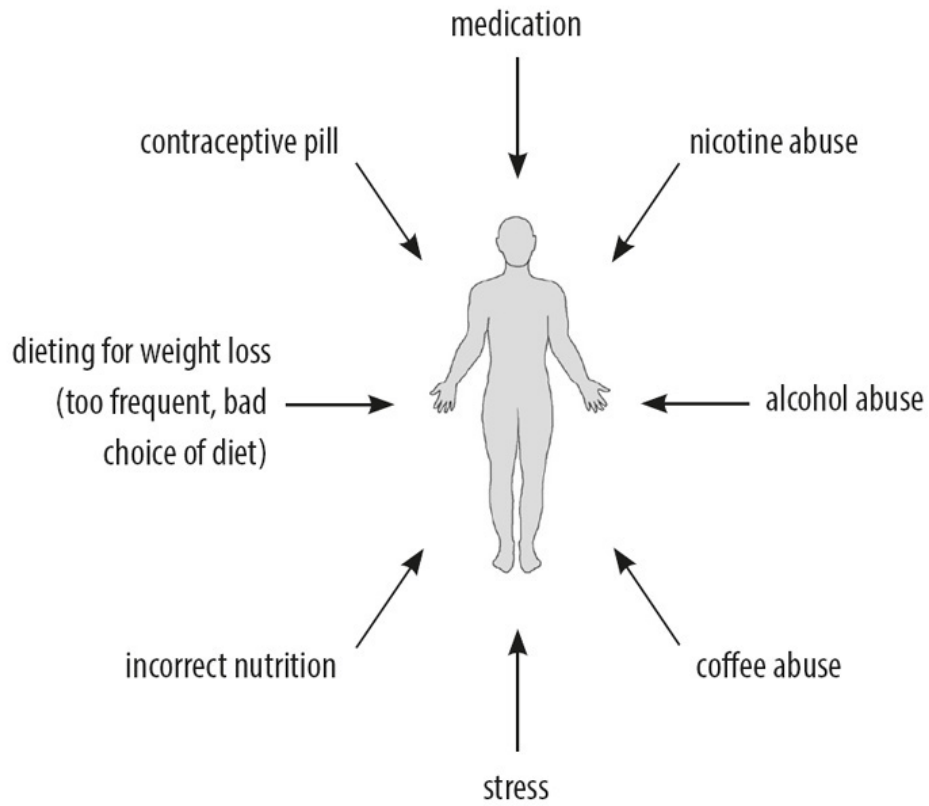 medication
contraceptive pill
nicotine abuse
dieting for weight loss
(too frequent, bad
choice of diet)
alcohol abuse
incorrect nutrition
coffee abuse
stress